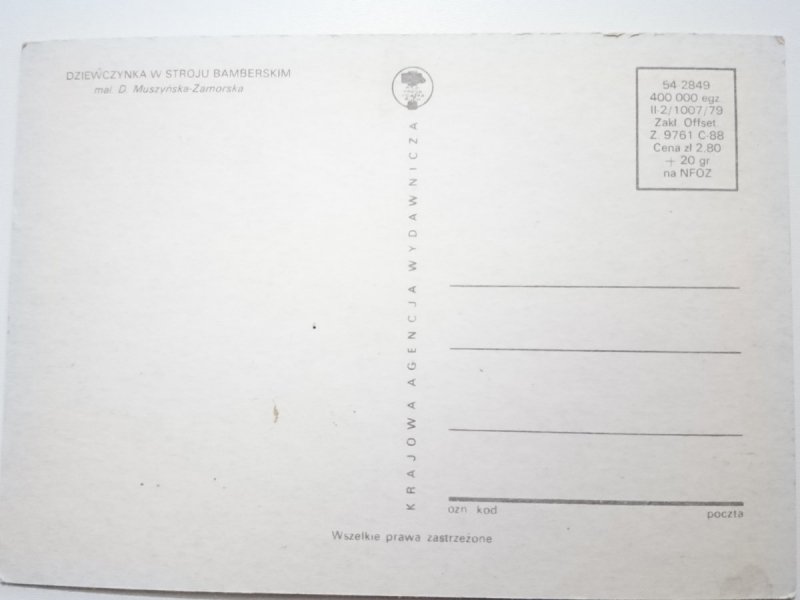 DZIEWCZYNKA W STROJU BAMBERSKIM
mal. D. Muszyńska-Zamorska
KRAJOWA AGENCJA WYDAWNICZA
54 2849
400 000 egz.
II-2/1007/79
Zakł. Offset
Z. 9761 C-88
Cena zł 2,80
+ 20 gr
na NFOZ
ozn. kod
poczta
Wszelkie prawa zastrzeżone